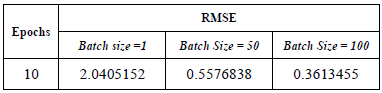 Epochs
RMSE
Batch size =1
Batch Size = 50
Batch Size = 100
10
2.0405152
0.5576838
0.3613455